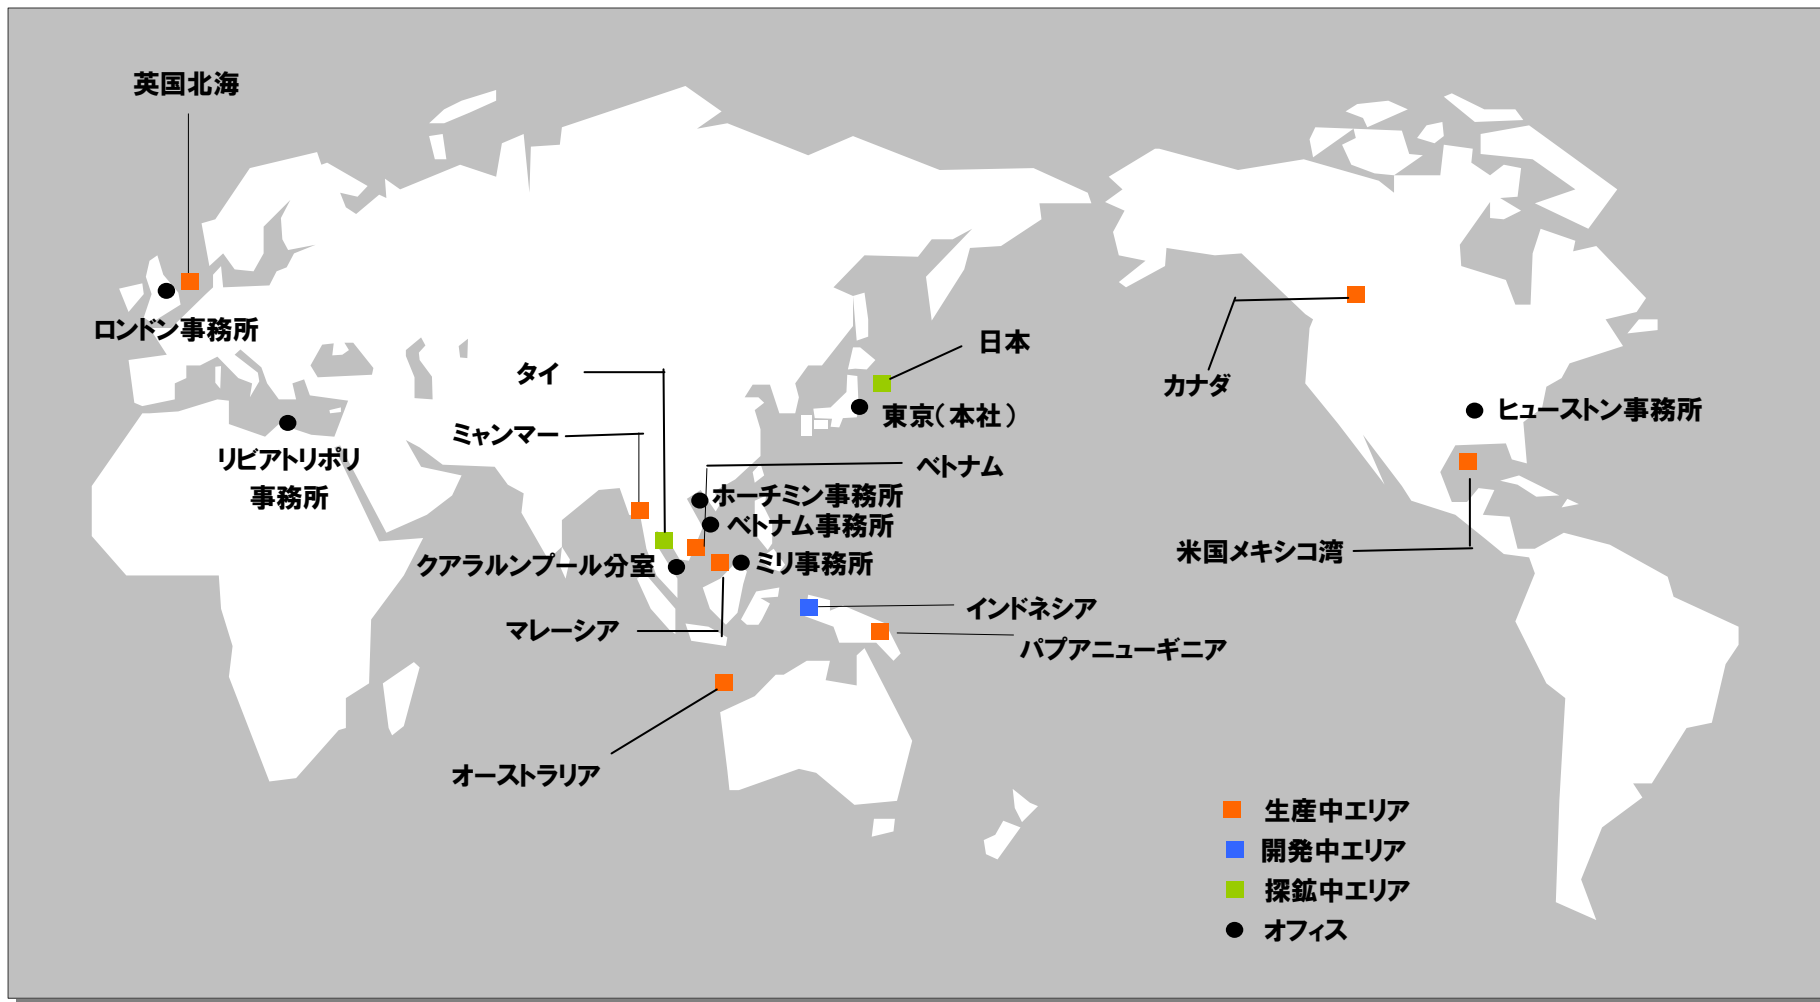 英国北海
ロンドン事務所
日本
タイ
カナダ
東京(本社)
ヒューストン事務所
ミャンマー
リビアトリポリ
事務所
ベトナム
ホーチミン事務所
ベトナム事務所
米国メキシコ湾
クアラルンプール分室
ミリ事務所
インドネシア
マレーシア
パプアニューギニア
オーストラリア
生産中エリア
開発中エリア
探鉱中エリア
オフィス